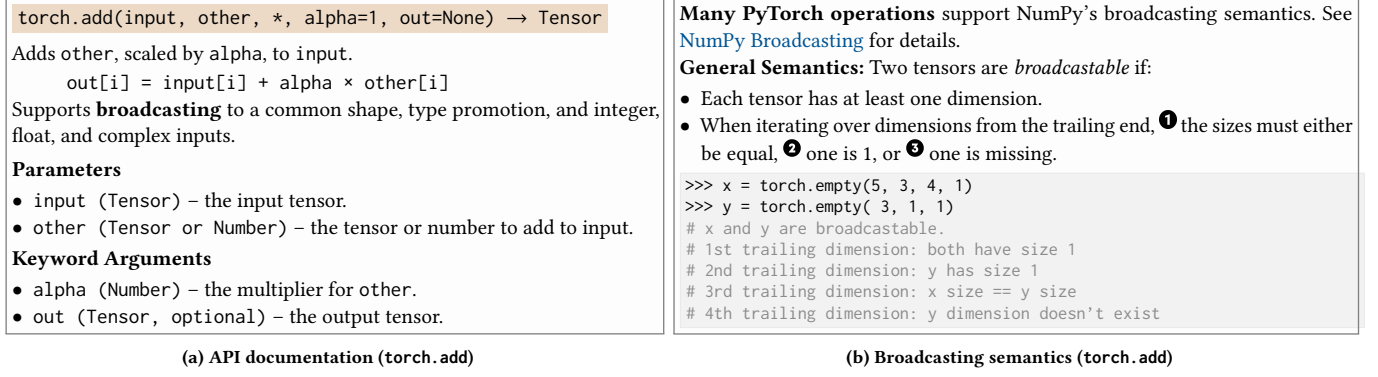 torch.add(input, other, *, alpha=1, out=None) → Tensor
Adds other, scaled by alpha, to input.
out[i] = input[i] + alpha × other[i]
Supports broadcasting to a common shape, type promotion, and integer,
float, and complex inputs.
Parameters
• input (Tensor) – the input tensor.
• other (Tensor or Number) – the tensor or number to add to input.
Keyword Arguments
• alpha (Number) – the multiplier for other.
• out (Tensor, optional) – the output tensor.
(a) API documentation (torch.add)
Many PyTorch operations support NumPy's broadcasting semantics. See
NumPy Broadcasting for details.
General Semantics: Two tensors are broadcastable if:
• Each tensor has at least one dimension.
• When iterating over dimensions from the trailing end, ❶ the sizes must either
be equal, ❷ one is 1, or ❸ one is missing.
>>> x = torch.empty(5, 3, 4, 1)
>>> y = torch.empty( 3, 1, 1)
# x and y are broadcastable.
# 1st trailing dimension: both have size 1
# 2nd trailing dimension: y has size 1
# 3rd trailing dimension: x size == y size
# 4th trailing dimension: y dimension doesn't exist
(b) Broadcasting semantics (torch.add)